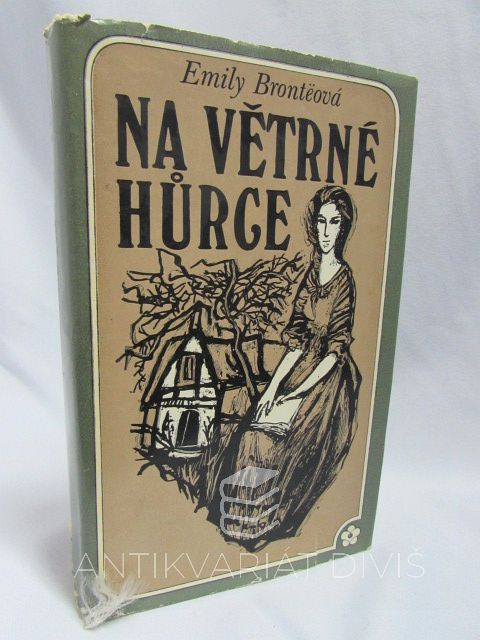 Emily Brontëová
NA VĚTRNÉ
HŮRCE
ANTIKVARIÁT DIVIŠ